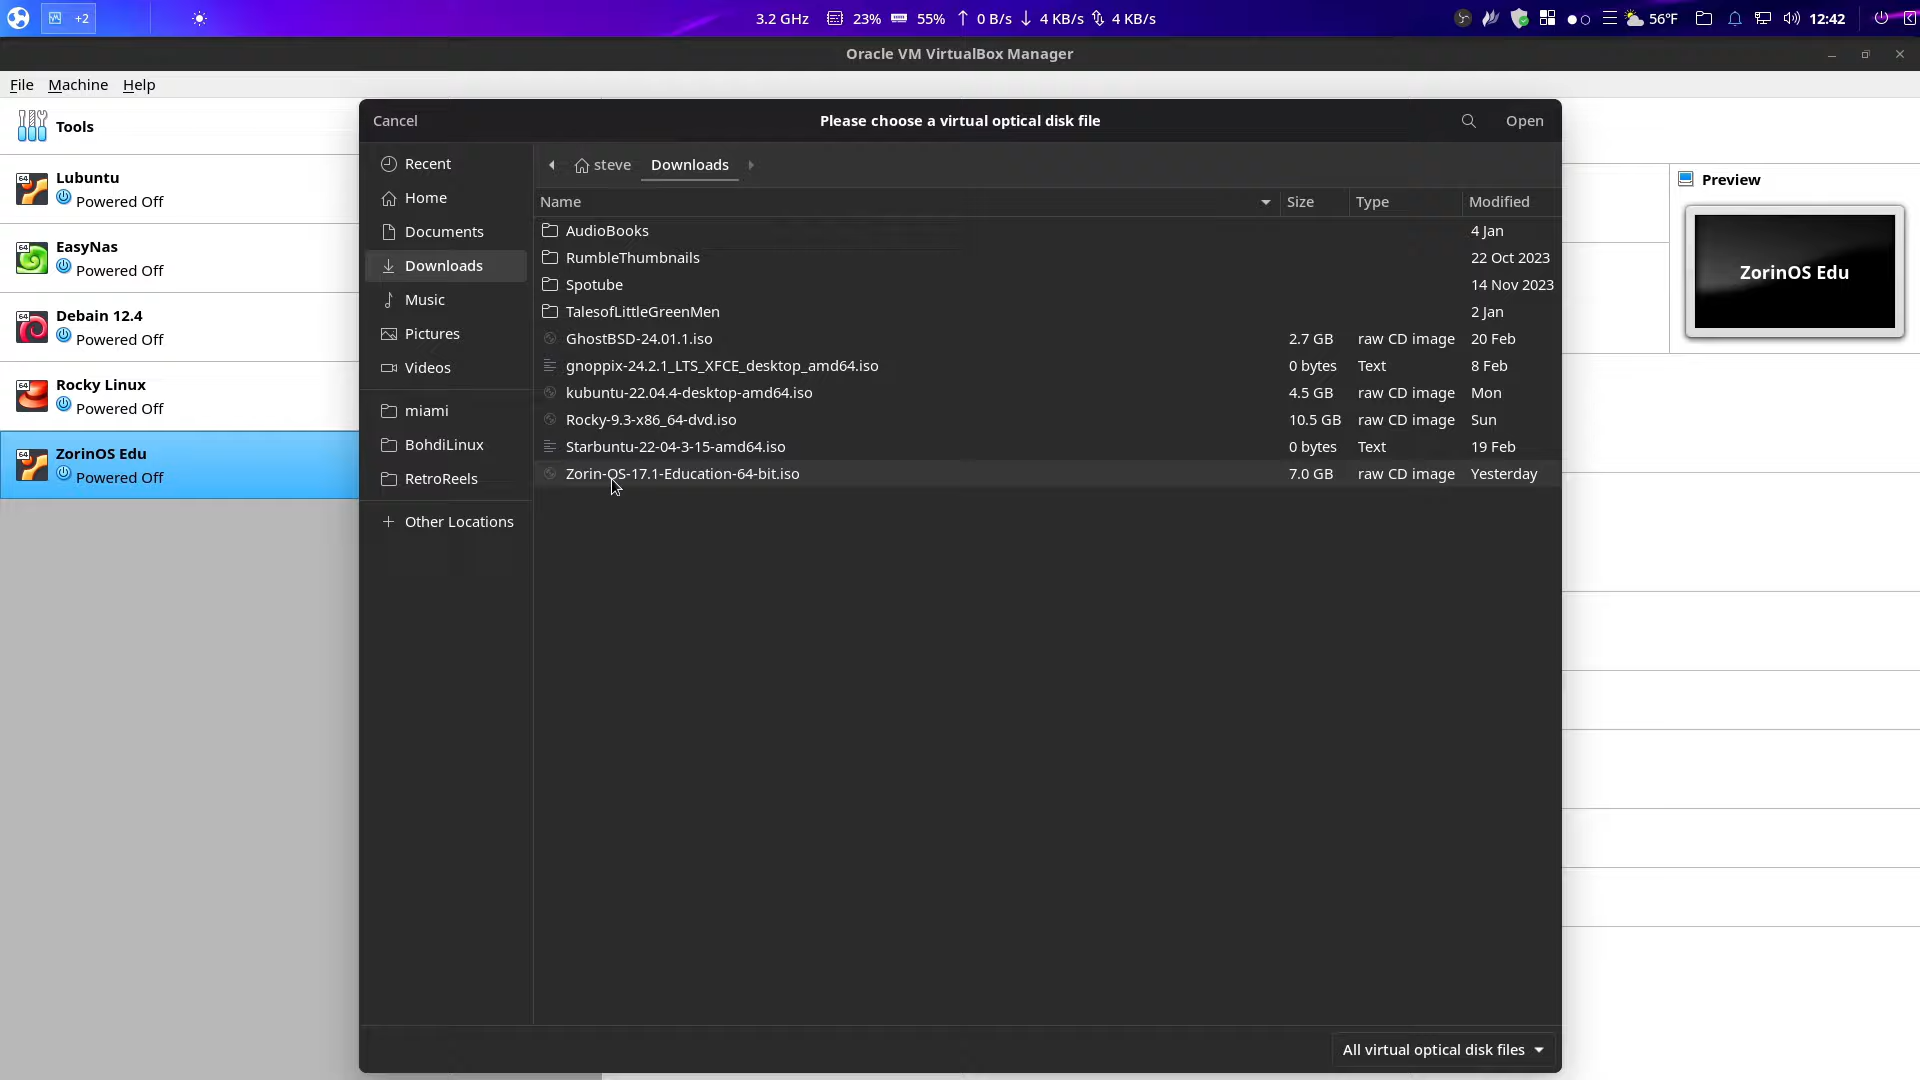 +2
3.2 GHz 23% 55% 0 B/s 4 KB/s 4 KB/s
56°F 12:42
Oracle VM VirtualBox Manager
File Machine Help
Tools
64 Lubuntu
Powered Off
64 EasyNas
Powered Off
64 Debain 12.4
Powered Off
64 Rocky Linux
Powered Off
64 ZorinOS Edu
Powered Off
Cancel Please choose a virtual optical disk file Open
Recent
Home
Documents
Downloads
Music
Pictures
Videos
miami
BohdiLinux
RetroReels
Other Locations
steve Downloads
Name Size Type Modified
AudioBooks 4 Jan
RumbleThumbnails 22 Oct 2023
Spotube 14 Nov 2023
TalesofLittleGreenMen 2 Jan
GhostBSD-24.01.1.iso 2.7 GB raw CD image 20 Feb
gnoppix-24.2.1_LTS_XFCE_desktop_amd64.iso 0 bytes Text 8 Feb
kubuntu-22.04.4-desktop-amd64.iso 4.5 GB raw CD image Mon
Rocky-9.3-x86_64-dvd.iso 10.5 GB raw CD image Sun
Starbuntu-22-04-3-15-amd64.iso 0 bytes Text 19 Feb
Zorin-OS-17.1-Education-64-bit.iso 7.0 GB raw CD image Yesterday
All virtual optical disk files
Preview
ZorinOS Edu